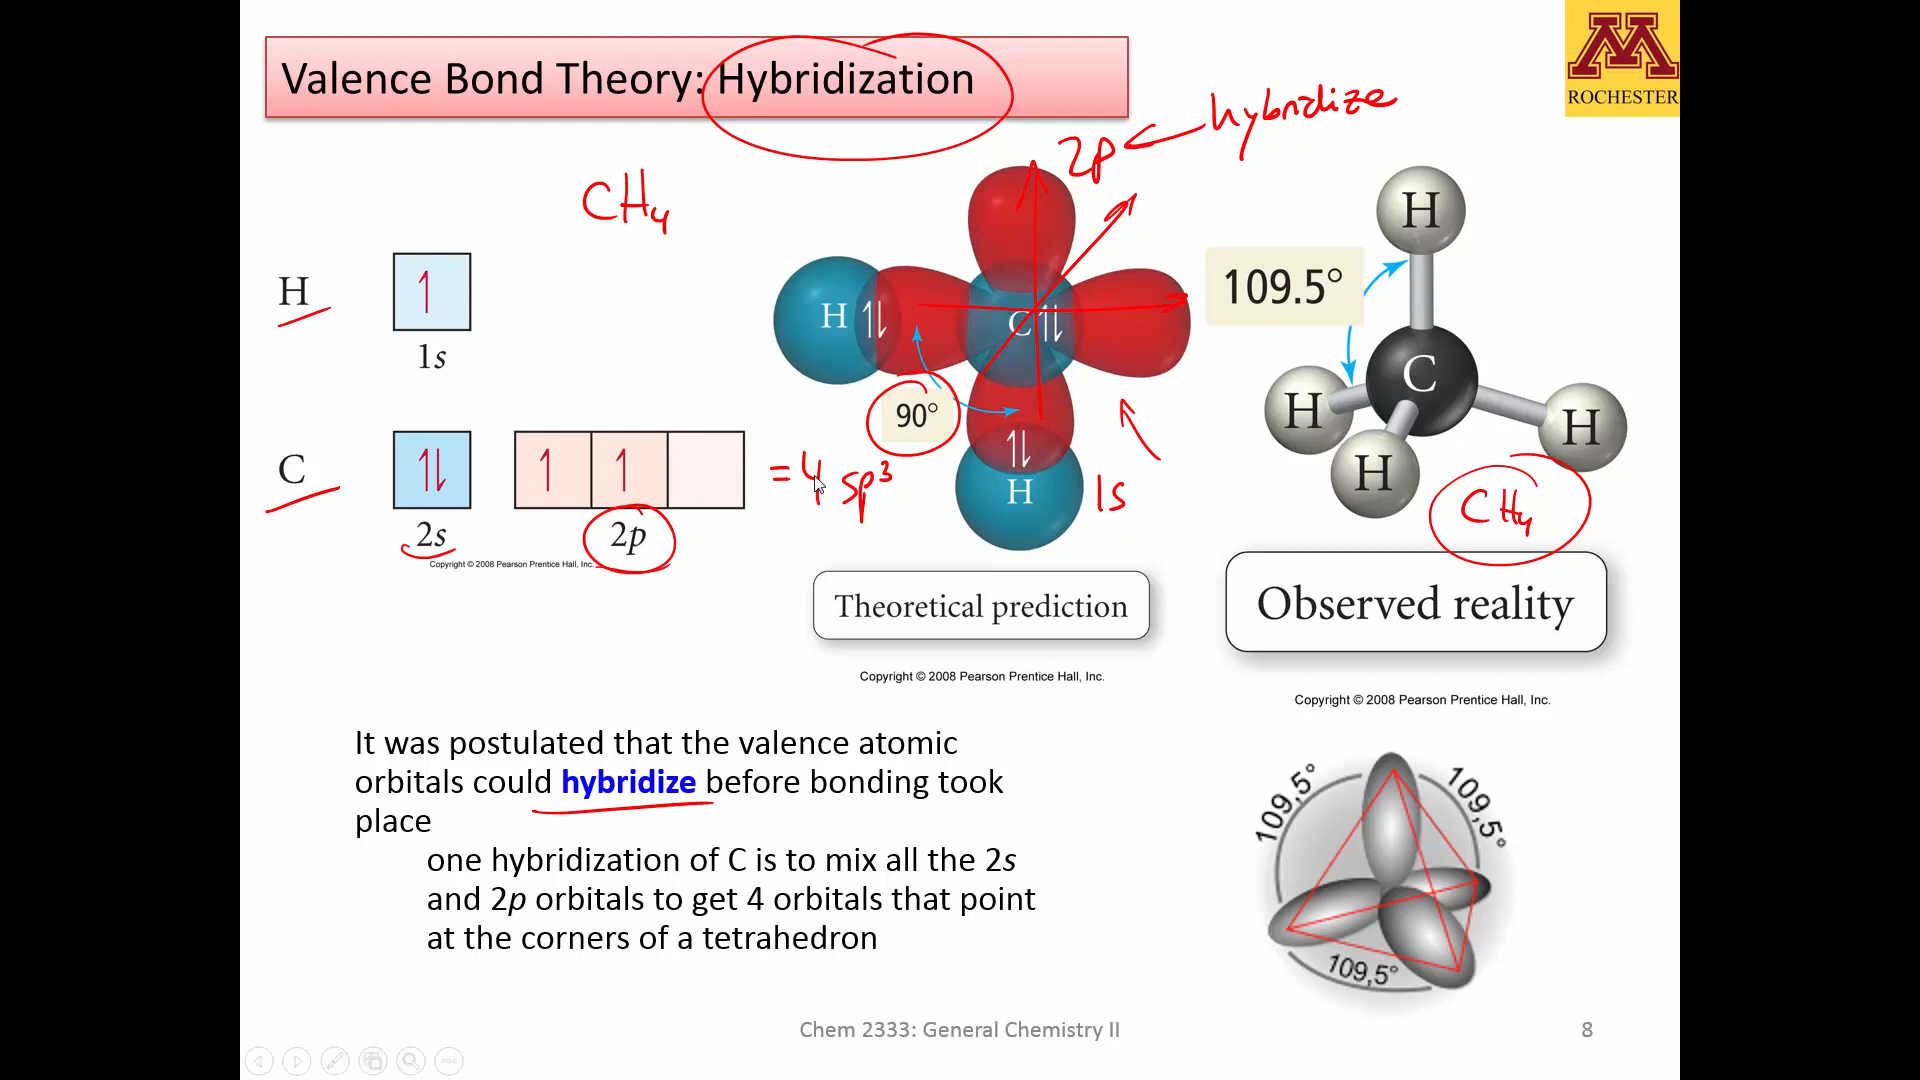 Valence Bond Theory: Hybridization
M
ROCHESTER
hybridize
2p
CH4
H
1s
C
2s
2p
= 4 sp³
Copyright © 2008 Pearson Prentice Hall, Inc.
H
C
90°
H
1s
Theoretical prediction
Copyright © 2008 Pearson Prentice Hall, Inc.
109.5°
H
C
H
H
H
CH4
Observed reality
Copyright © 2008 Pearson Prentice Hall, Inc.
It was postulated that the valence atomic
orbitals could hybridize before bonding took
place
one hybridization of C is to mix all the 2s
and 2p orbitals to get 4 orbitals that point
at the corners of a tetrahedron
109,5°
109,5°
109,5°
Chem 2333: General Chemistry II
8